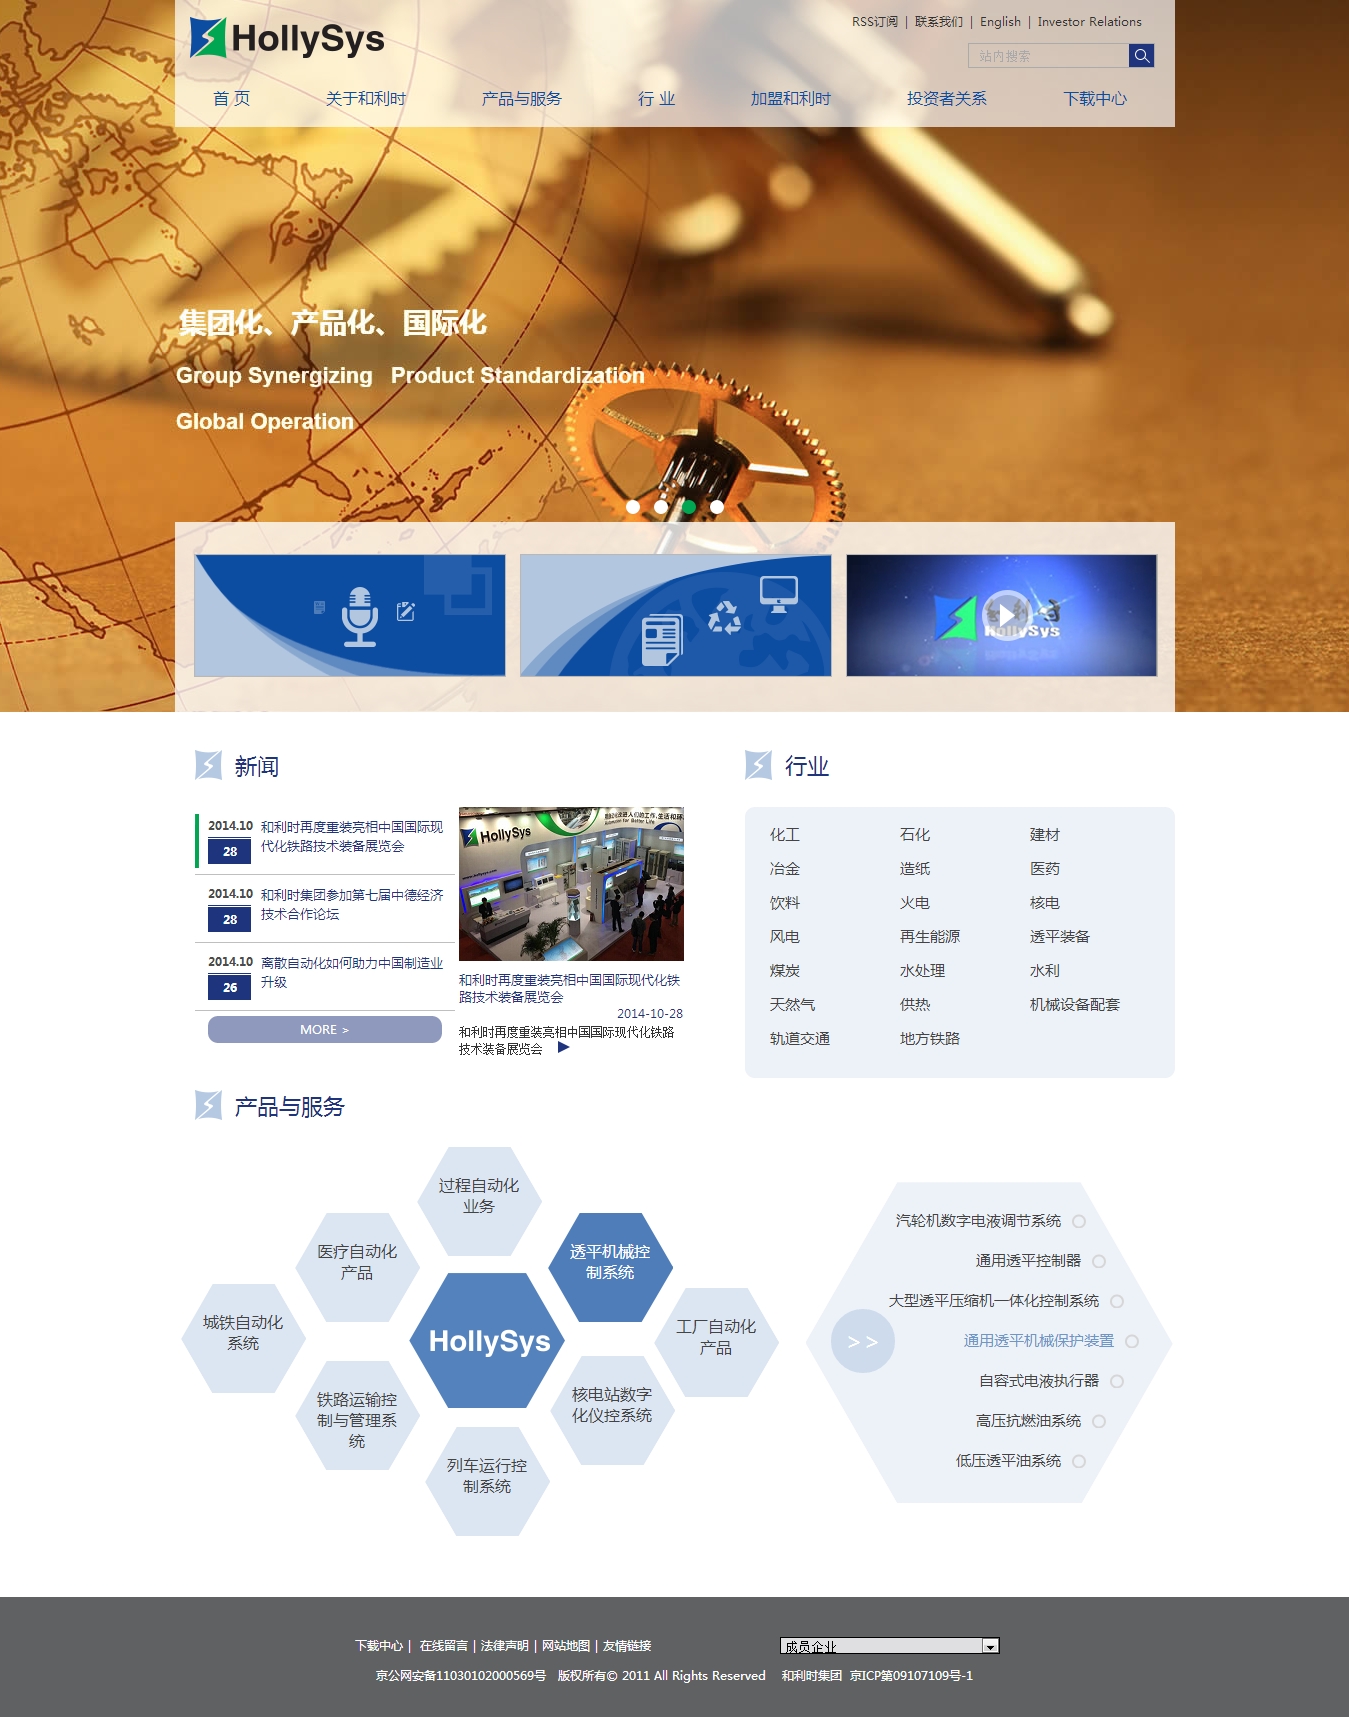 HollySys
RSS订阅 | 联系我们 | English | Investor Relations
站内搜索
首 页 关于和利时 产品与服务 行 业 加盟和利时 投资者关系 下载中心
集团化、产品化、国际化
Group Synergizing Product Standardization
Global Operation
HollySys
新闻
2014.10
28
和利时再度重装亮相中国国际现
代化铁路技术装备展览会
2014.10
28
和利时集团参加第七届中德经济
技术合作论坛
2014.10
26
离散自动化如何助力中国制造业
升级
MORE >
HollySys
和利时再度重装亮相中国国际现代化铁
路技术装备展览会
2014-10-28
和利时再度重装亮相中国国际现代化铁路
技术装备展览会
行业
化工 石化 建材
冶金 造纸 医药
饮料 火电 核电
风电 再生能源 透平装备
煤炭 水处理 水利
天然气 供热 机械设备配套
轨道交通 地方铁路
产品与服务
过程自动化
业务
医疗自动化
产品
透平机械控
制系统
城铁自动化
系统
HollySys
工厂自动化
产品
铁路运输控
制与管理系
统
核电站数字
化仪控系统
列车运行控
制系统
汽轮机数字电液调节系统
通用透平控制器
大型透平压缩机一体化控制系统
>>
通用透平机械保护装置
自容式电液执行器
高压抗燃油系统
低压透平油系统
下载中心 | 在线留言 | 法律声明 | 网站地图 | 友情链接
成员企业
京公网安备11030102000569号 版权所有© 2011 All Rights Reserved 和利时集团 京ICP第09107109号-1